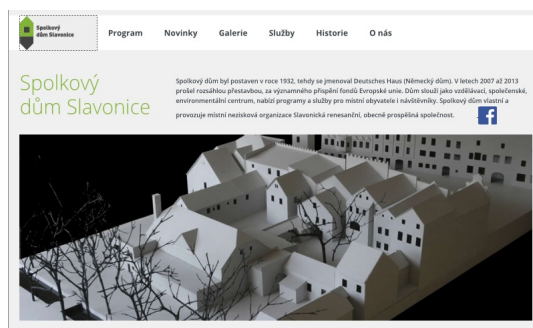 Spolkový
dům Slavonice
Program Novinky Galerie Služby Historie O nás
Spolkový
dům Slavonice
Spolkový dům byl postaven v roce 1932, tehdy se jmenoval Deutsches Haus (Německý dům). V letech 2007 až 2013
prošel rozsáhlou přestavbou, za významného přispění fondů Evropské unie. Dům slouží jako vzdělávací, společenské,
environmentální centrum, nabízí programy a služby pro místní obyvatele i návštěvníky. Spolkový dům vlastní a
provozuje místní nezisková organizace Slavonická renesanční, obecně prospěšná společnost.